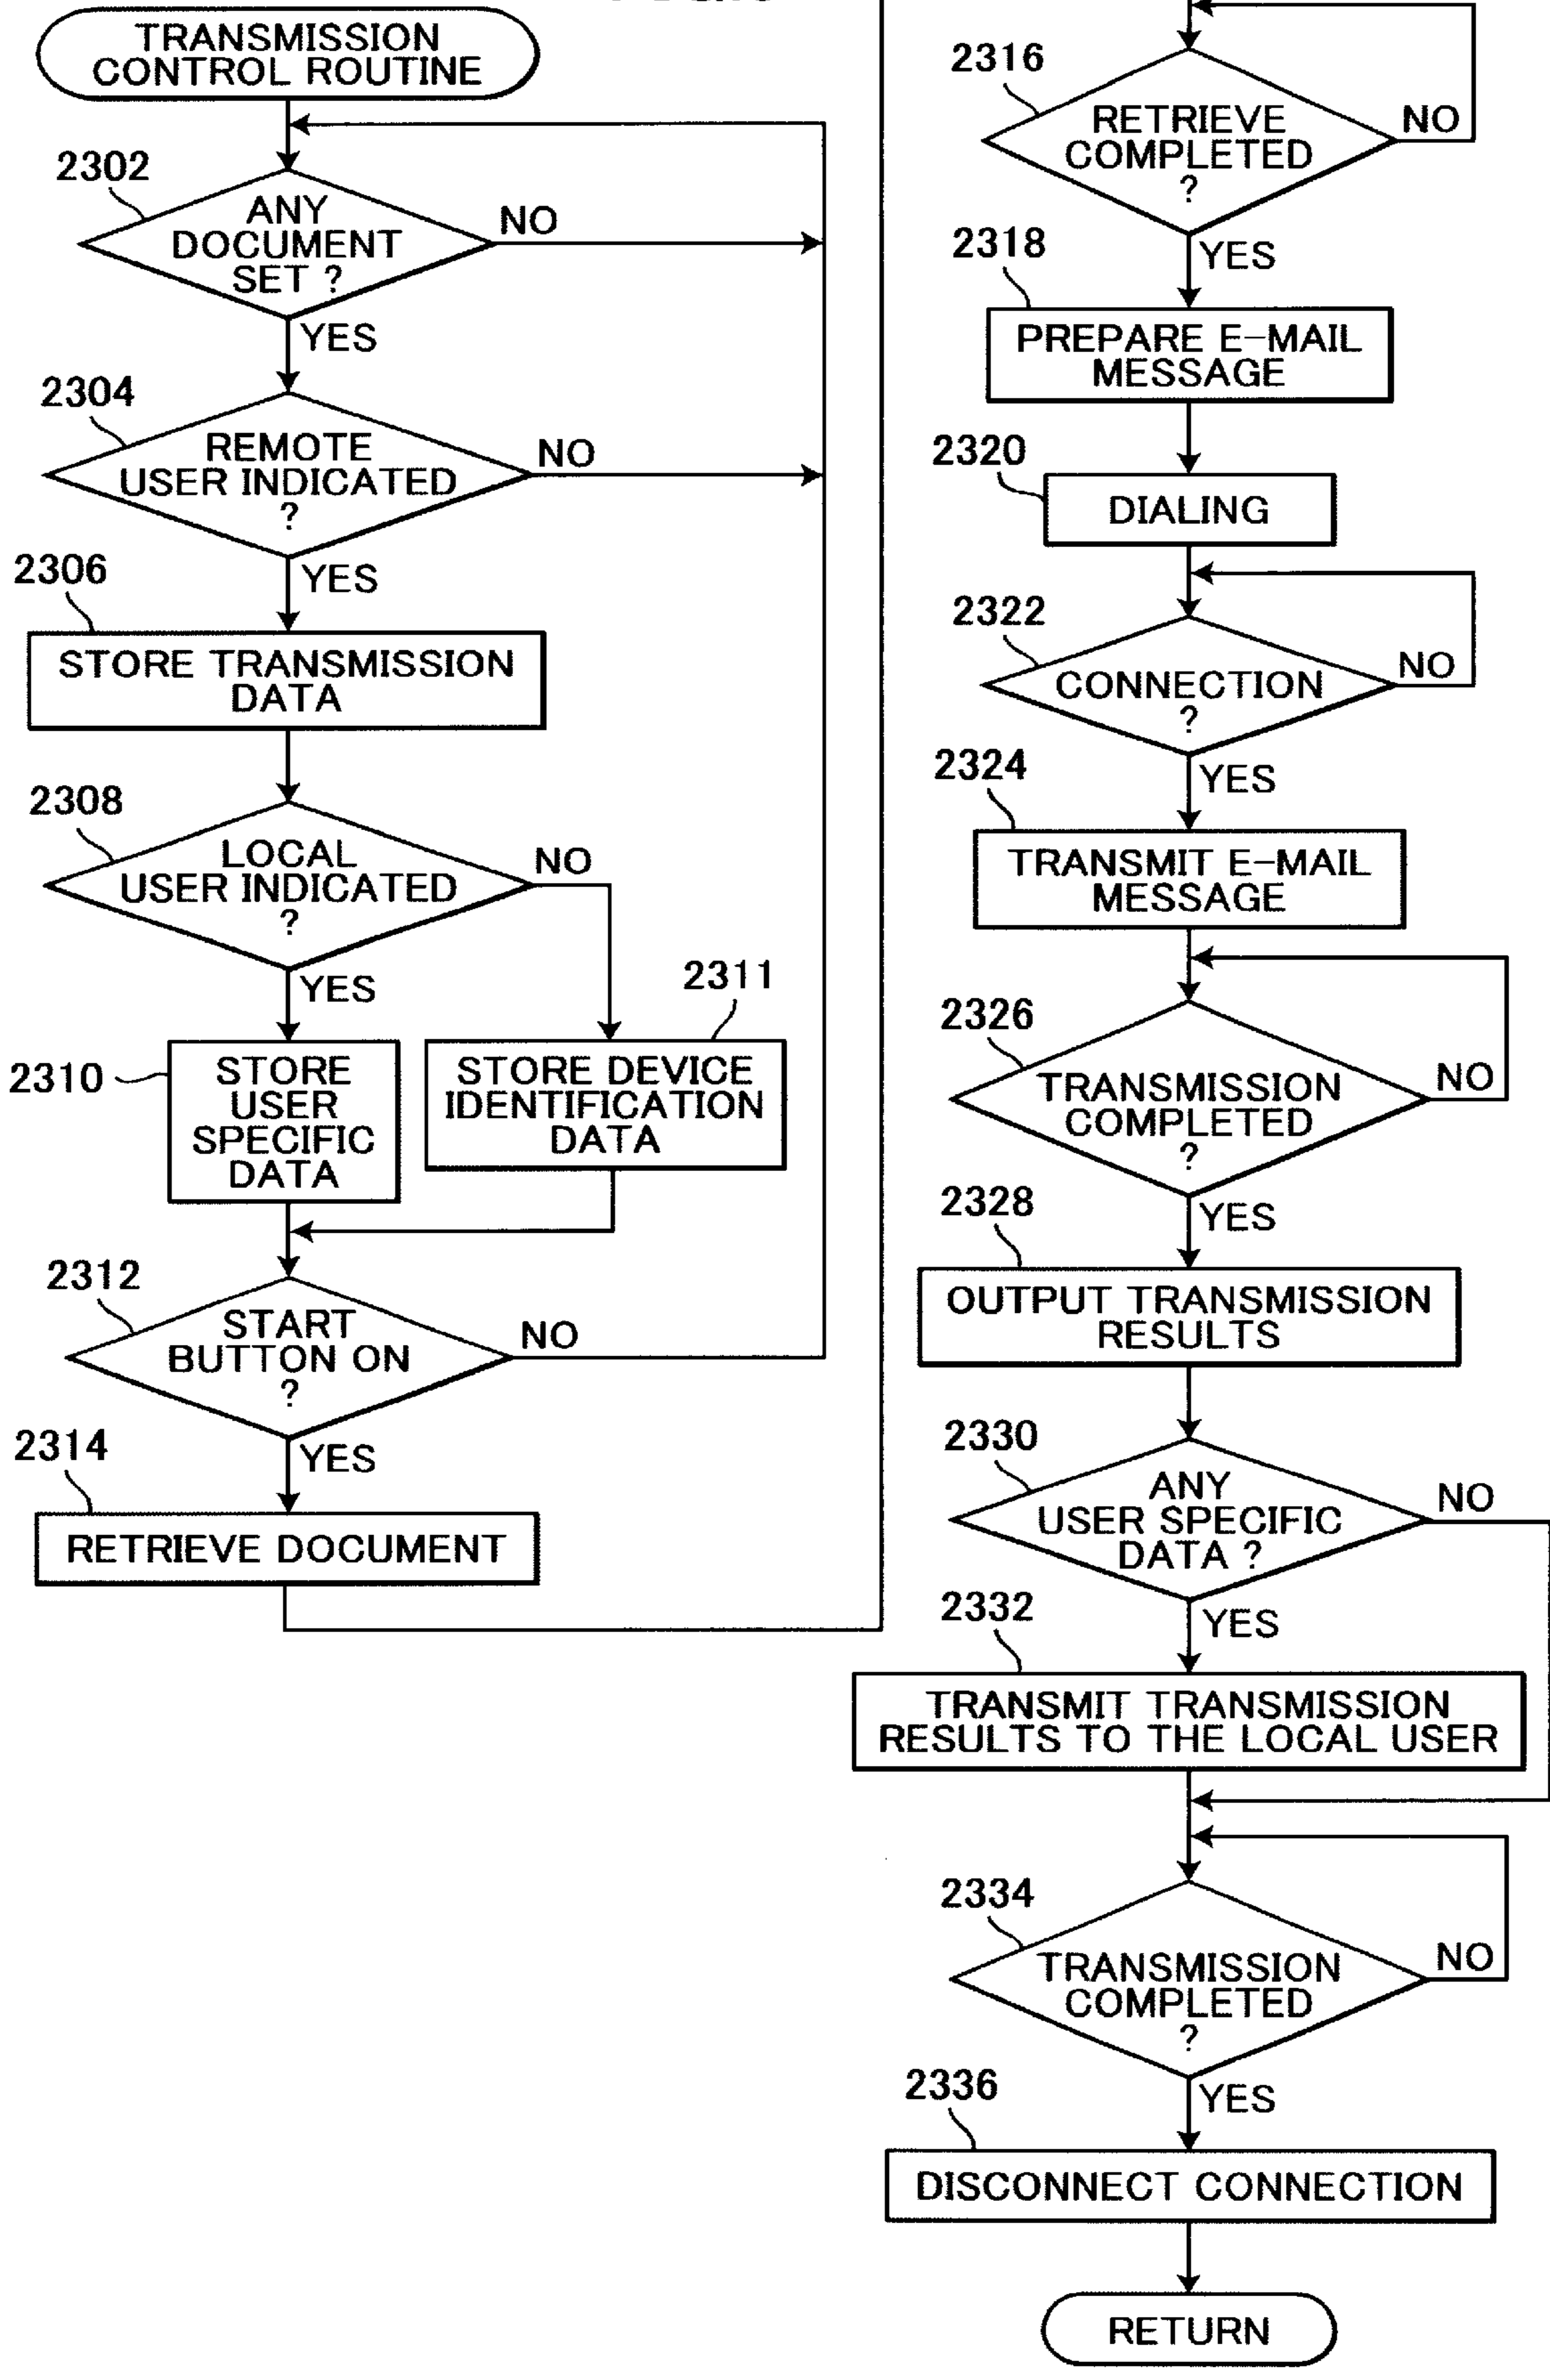 TRANSMISSION
CONTROL ROUTINE
2302
ANY
DOCUMENT
SET ?
NO
YES
2304
REMOTE
USER INDICATED
?
NO
YES
2306
STORE TRANSMISSION
DATA
2308
LOCAL
USER INDICATED
?
NO
YES
2310
STORE
USER
SPECIFIC
DATA
2311
STORE DEVICE
IDENTIFICATION
DATA
2312
START
BUTTON ON
?
NO
YES
2314
RETRIEVE DOCUMENT
2316
RETRIEVE
COMPLETED
?
NO
YES
2318
PREPARE E-MAIL
MESSAGE
2320
DIALING
2322
CONNECTION
?
NO
YES
2324
TRANSMIT E-MAIL
MESSAGE
2326
TRANSMISSION
COMPLETED
?
NO
YES
2328
OUTPUT TRANSMISSION
RESULTS
2330
ANY
USER SPECIFIC
DATA ?
NO
YES
2332
TRANSMIT TRANSMISSION
RESULTS TO THE LOCAL USER
2334
TRANSMISSION
COMPLETED
?
NO
YES
2336
DISCONNECT CONNECTION
RETURN